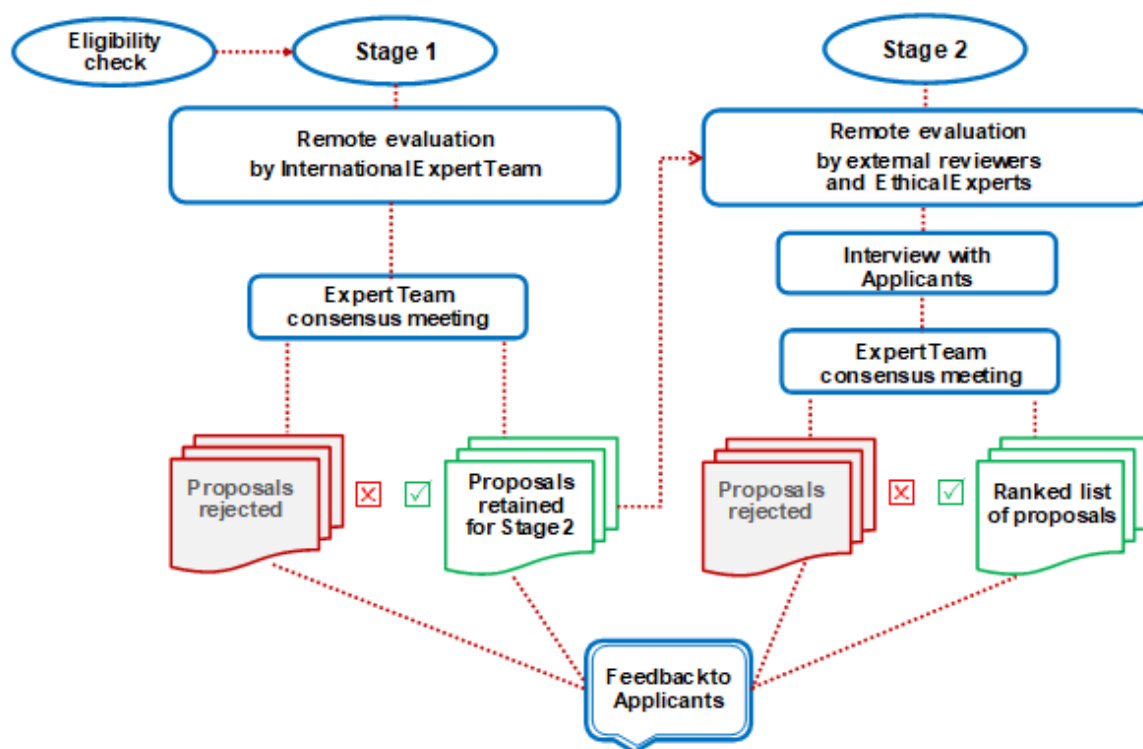 Eligibility
check
Stage 1
Remote evaluation
by International Expert Team
Expert Team
consensus meeting
Proposals
rejected
Proposals
retained
for Stage 2
Stage 2
Remote evaluation
by external reviewers
and Ethical Experts
Interview with
Applicants
Expert Team
consensus meeting
Proposals
rejected
Ranked list
of proposals
Feedback to
Applicants